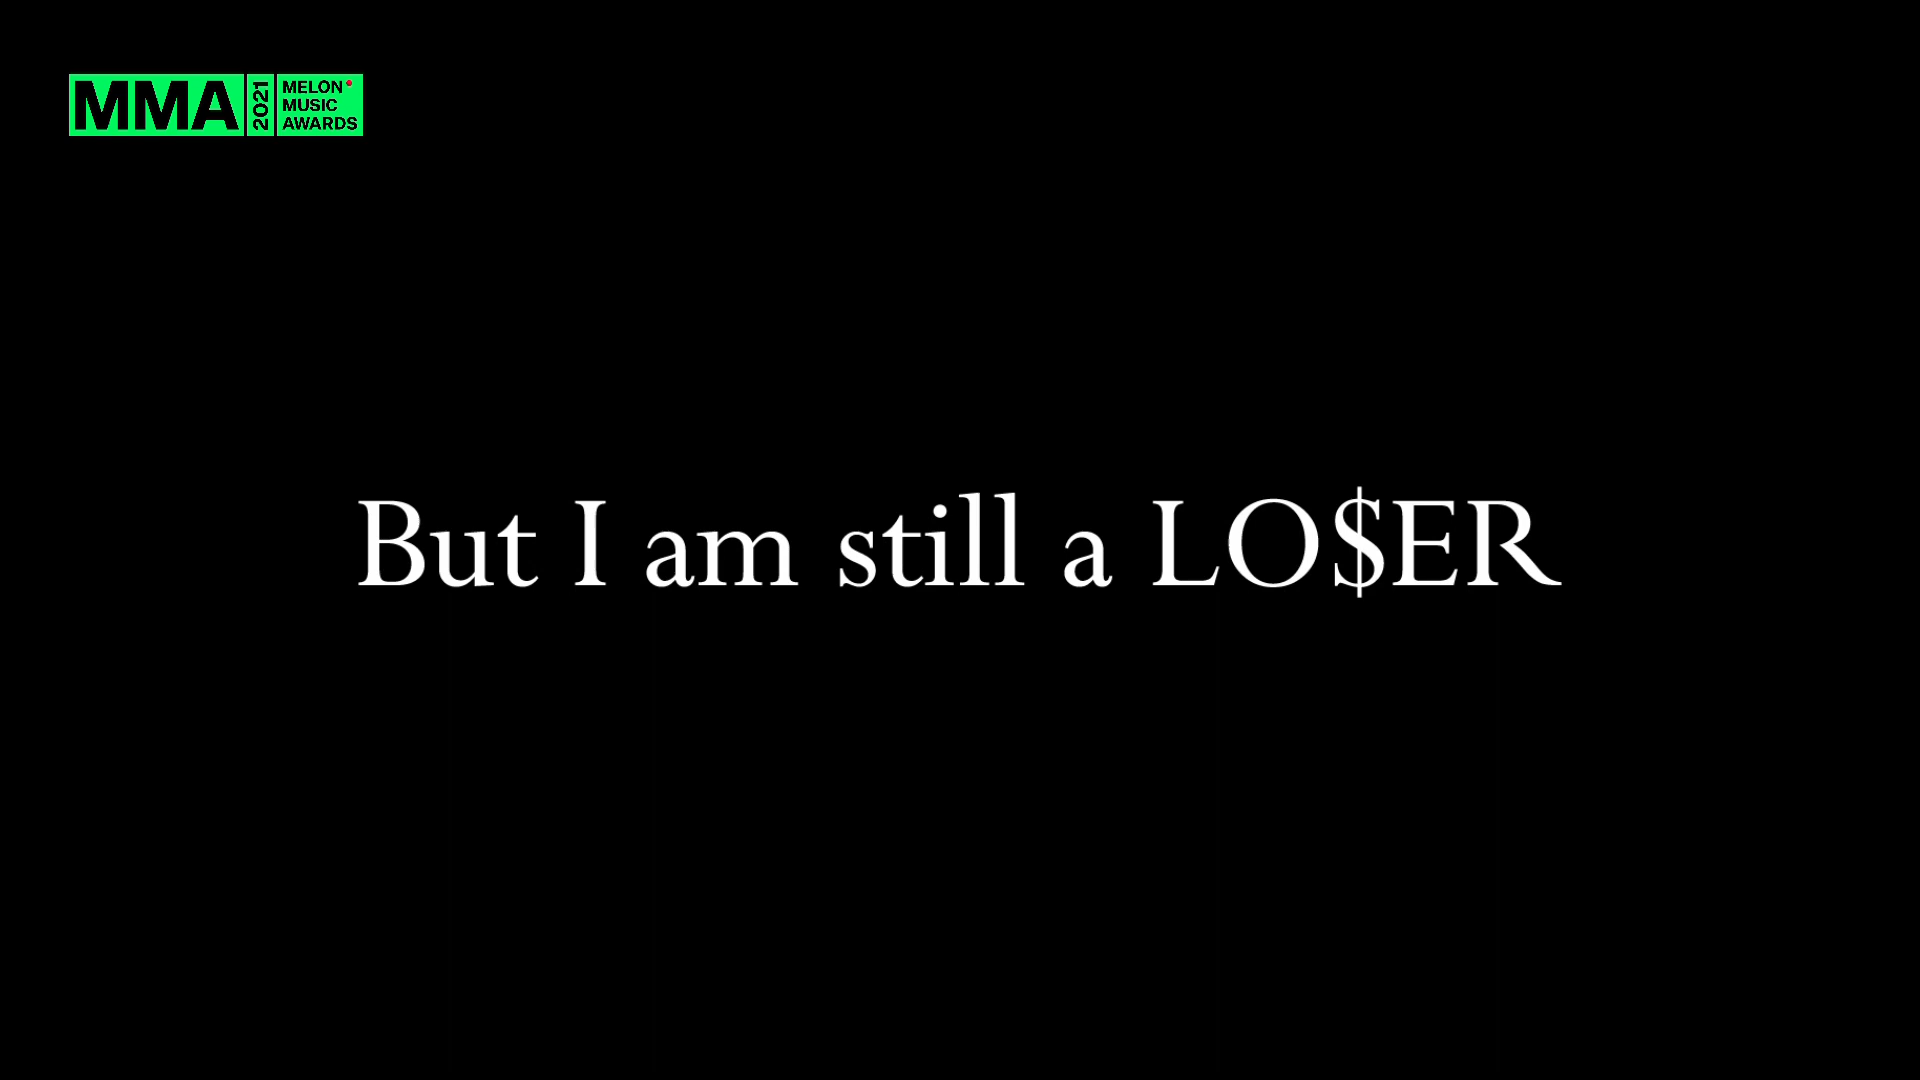 MMA
2021
MELON
MUSIC
AWARDS
But I am still a LO$ER